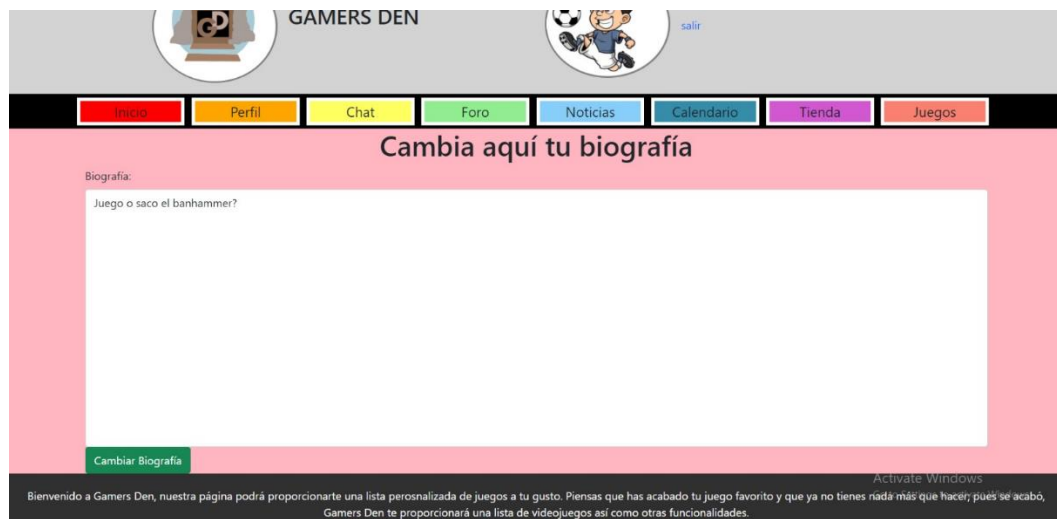 GD
GAMERS DEN
salir
Inicio
Perfil
Chat
Foro
Noticias
Calendario
Tienda
Juegos
Cambia aquí tu biografía
Biografía:
Juego o saco el banhammer?
Cambiar Biografía
Activate Windows
Bienvenido a Gamers Den, nuestra página podrá proporcionarte una lista perosnalizada de juegos a tu gusto. Piensas que has acabado tu juego favorito y que ya no tienes nada más que hacer, pues se acabó,
Gamers Den te proporcionará una lista de videojuegos así como otras funcionalidades.